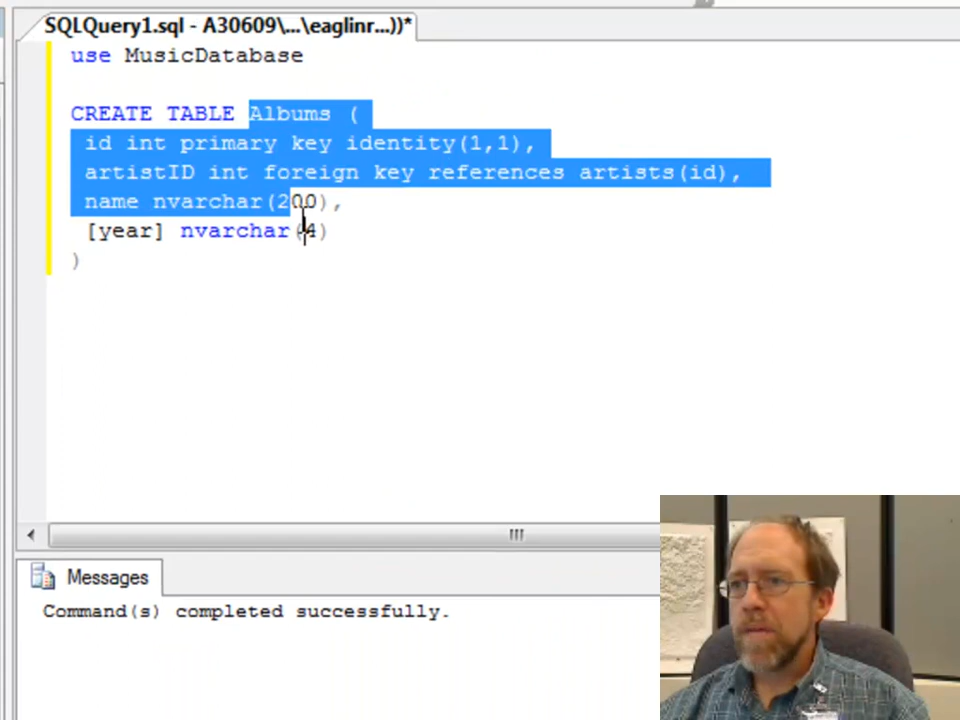 SQLQuery1.sql - A30609\...\eaglinr...))*
use MusicDatabase
CREATE TABLE Albums (
id int primary key identity(1,1),
artistID int foreign key references artists(id),
name nvarchar(200),
[year] nvarchar(4)
)
Messages
Command(s) completed successfully.